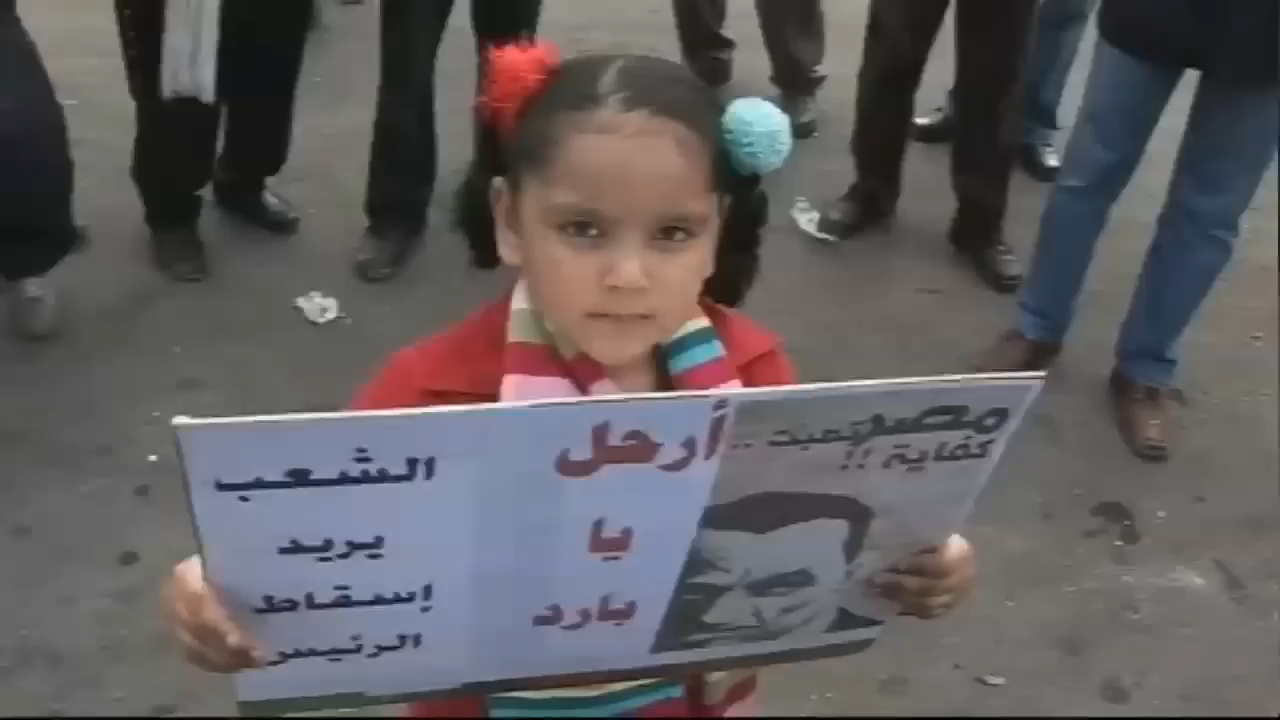 مصر تعبت ..
كفاية !!
أرحل
يا
بارد
الشعب
يريد
إسقاط
الرئيس